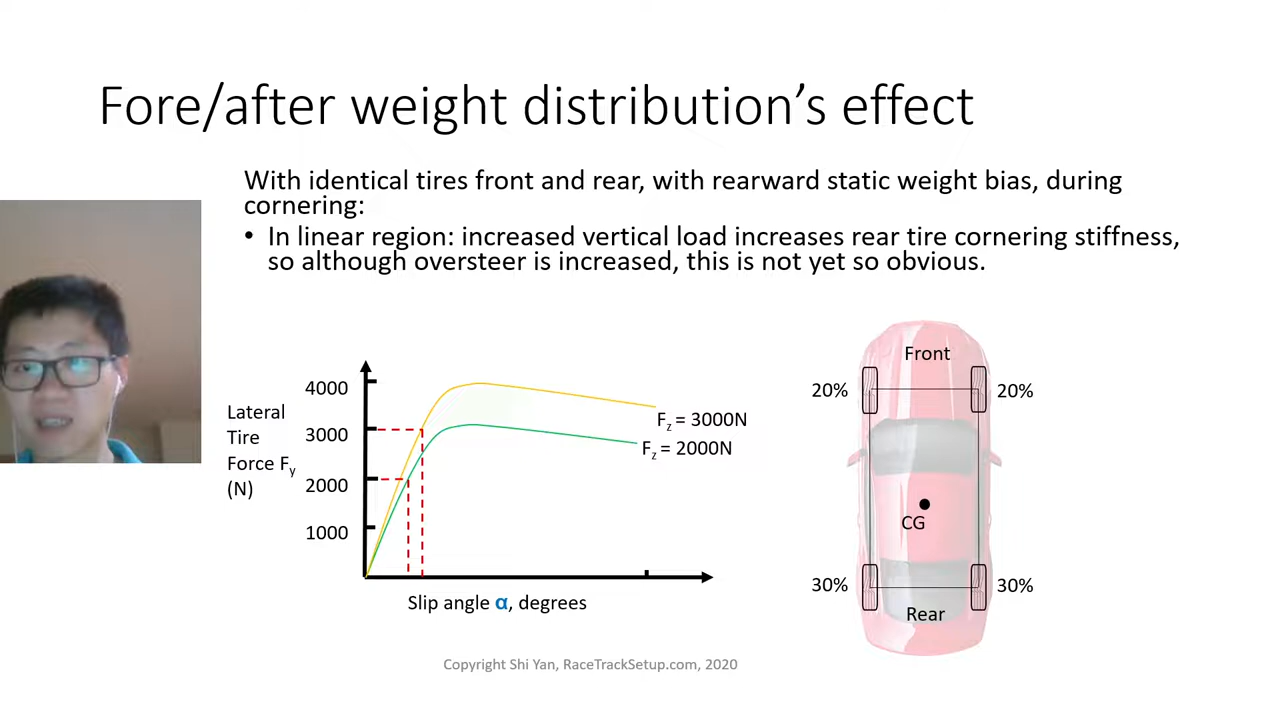 Fore/after weight distribution’s effect
With identical tires front and rear, with rearward static weight bias, during
cornering:
• In linear region: increased vertical load increases rear tire cornering stiffness,
so although oversteer is increased, this is not yet so obvious.
Lateral
Tire
Force Fy
(N)
4000
3000
2000
1000
Fz = 3000N
Fz = 2000N
Slip angle α, degrees
Front
20%
20%
CG
30%
30%
Rear
Copyright Shi Yan, RaceTrackSetup.com, 2020